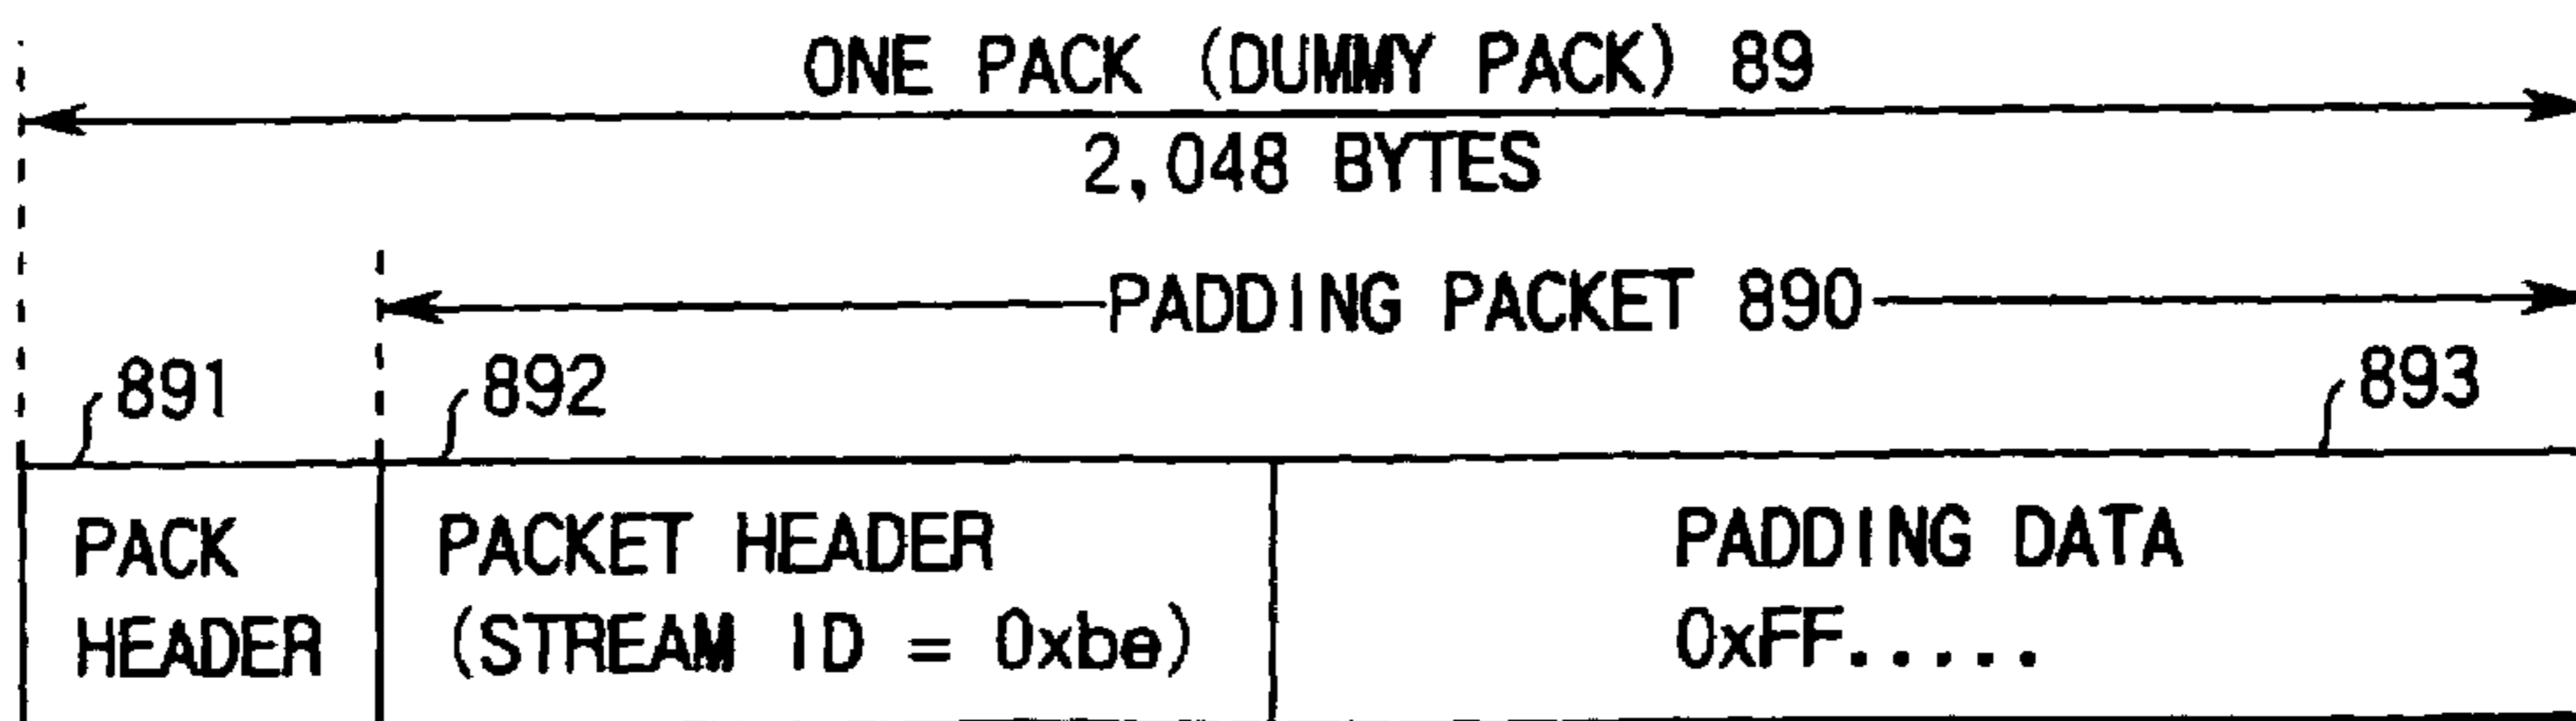 ONE PACK (DUMMY PACK) 89
2,048 BYTES
PADDING PACKET 890
891
892
893
PACK
HEADER
PACKET HEADER
(STREAM ID = 0xbe)
PADDING DATA
0xFF.....